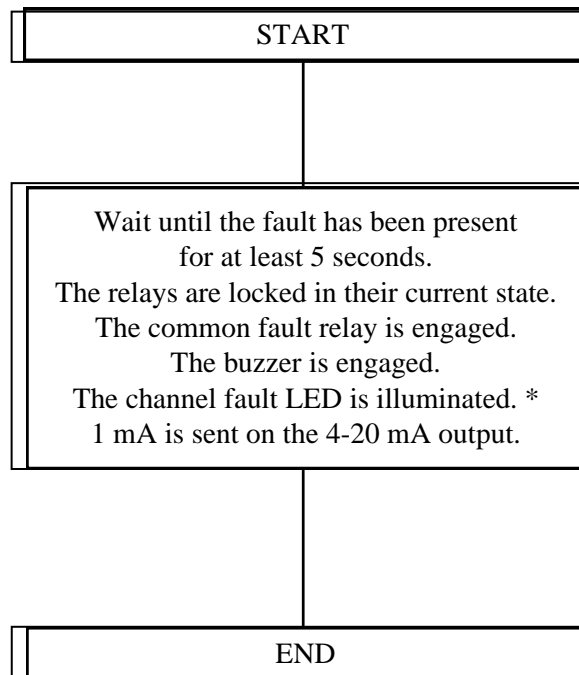 START
Wait until the fault has been present
for at least 5 seconds.
The relays are locked in their current state.
The common fault relay is engaged.
The buzzer is engaged.
The channel fault LED is illuminated. *
1 mA is sent on the 4-20 mA output.
END